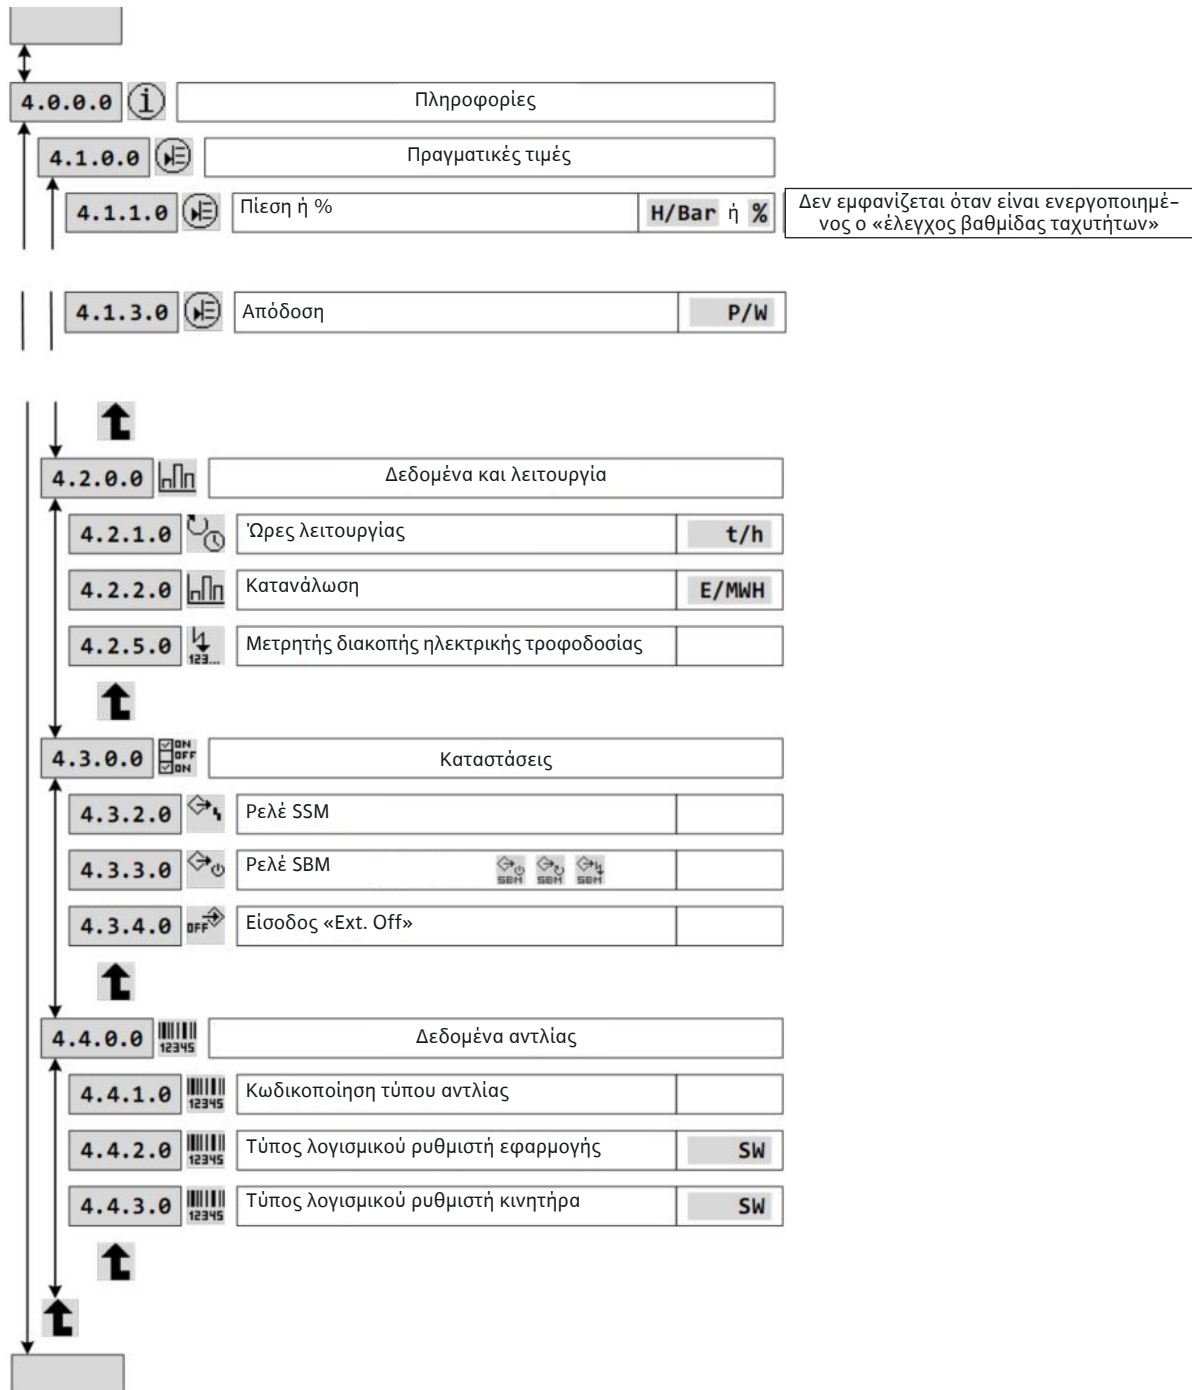 4.0.0.0 Πληροφορίες
4.1.0.0 Πραγματικές τιμές
4.1.1.0 Πίεση ή % H/Bar ή % Δεν εμφανίζεται όταν είναι ενεργοποιημέ-
νος ο «έλεγχος βαθμίδας ταχυτήτων»
4.1.3.0 Απόδοση P/W
4.2.0.0 Δεδομένα και λειτουργία
4.2.1.0 Ώρες λειτουργίας t/h
4.2.2.0 Κατανάλωση E/MWH
4.2.5.0 123... Μετρητής διακοπής ηλεκτρικής τροφοδοσίας
4.3.0.0 ON OFF ON Καταστάσεις
4.3.2.0 Ρελέ SSM
4.3.3.0 Ρελέ SBM SBM SBM SBM
4.3.4.0 OFF Είσοδος «Ext. Off»
4.4.0.0 12345 Δεδομένα αντλίας
4.4.1.0 12345 Κωδικοποίηση τύπου αντλίας
4.4.2.0 12345 Τύπος λογισμικού ρυθμιστή εφαρμογής SW
4.4.3.0 12345 Τύπος λογισμικού ρυθμιστή κινητήρα SW